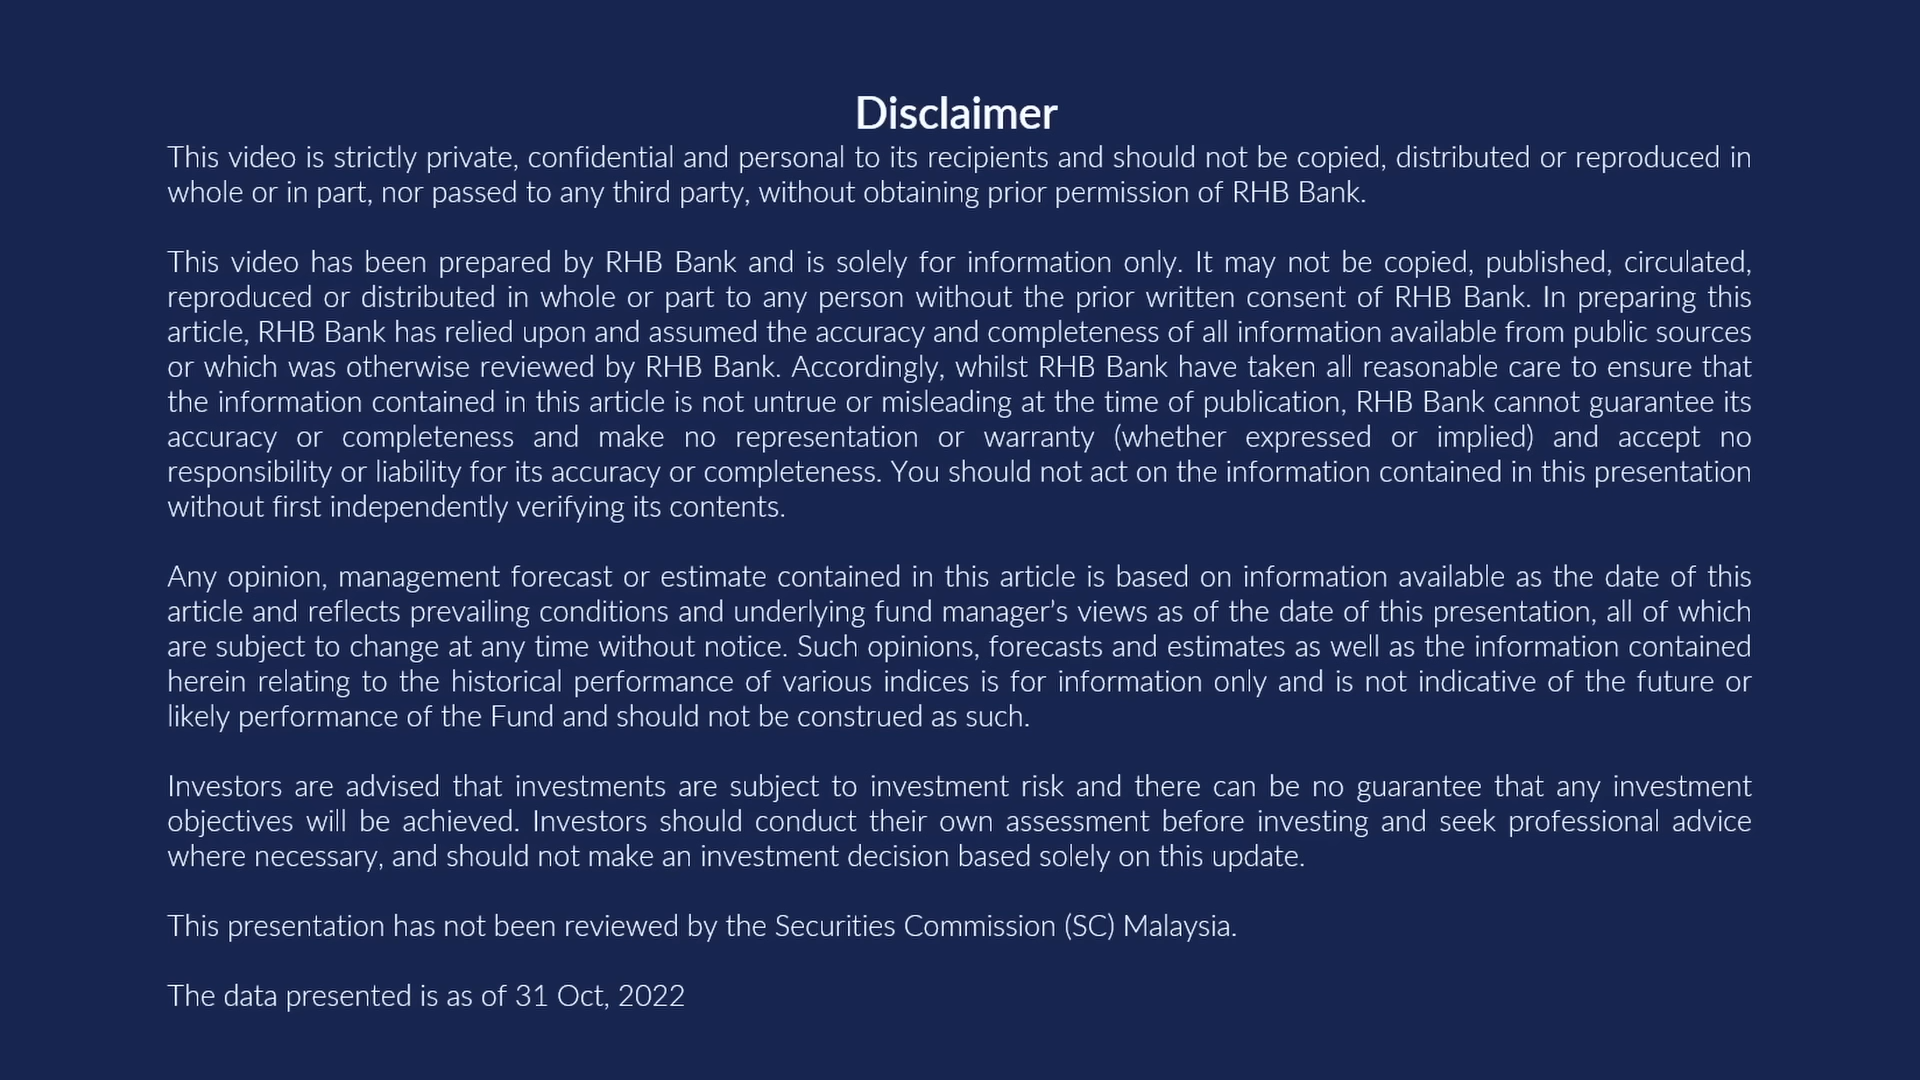 Disclaimer
This video is strictly private, confidential and personal to its recipients and should not be copied, distributed or reproduced in
whole or in part, nor passed to any third party, without obtaining prior permission of RHB Bank.
This video has been prepared by RHB Bank and is solely for information only. It may not be copied, published, circulated,
reproduced or distributed in whole or part to any person without the prior written consent of RHB Bank. In preparing this
article, RHB Bank has relied upon and assumed the accuracy and completeness of all information available from public sources
or which was otherwise reviewed by RHB Bank. Accordingly, whilst RHB Bank have taken all reasonable care to ensure that
the information contained in this article is not untrue or misleading at the time of publication, RHB Bank cannot guarantee its
accuracy or completeness and make no representation or warranty (whether expressed or implied) and accept no
responsibility or liability for its accuracy or completeness. You should not act on the information contained in this presentation
without first independently verifying its contents.
Any opinion, management forecast or estimate contained in this article is based on information available as the date of this
article and reflects prevailing conditions and underlying fund manager’s views as of the date of this presentation, all of which
are subject to change at any time without notice. Such opinions, forecasts and estimates as well as the information contained
herein relating to the historical performance of various indices is for information only and is not indicative of the future or
likely performance of the Fund and should not be construed as such.
Investors are advised that investments are subject to investment risk and there can be no guarantee that any investment
objectives will be achieved. Investors should conduct their own assessment before investing and seek professional advice
where necessary, and should not make an investment decision based solely on this update.
This presentation has not been reviewed by the Securities Commission (SC) Malaysia.
The data presented is as of 31 Oct, 2022